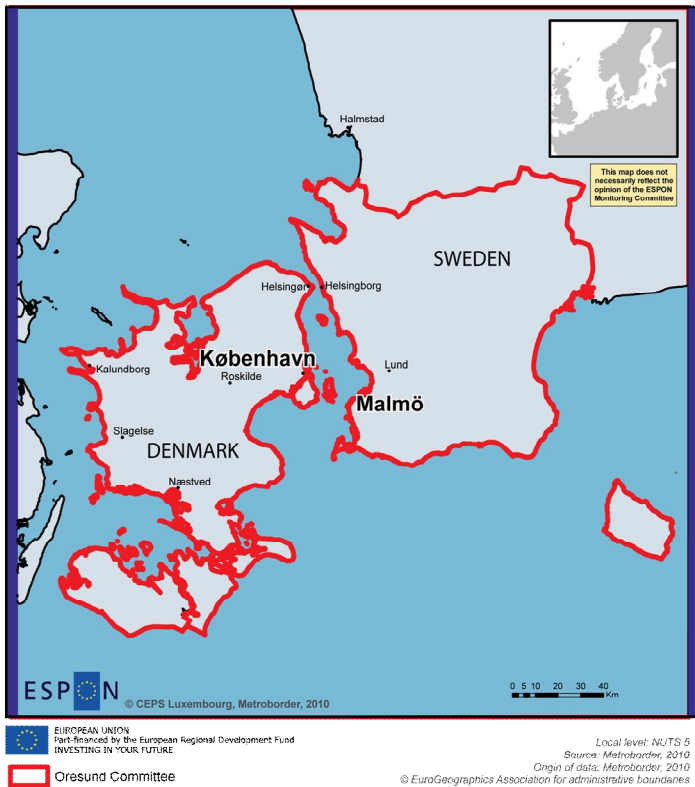 Halmstad
This map does not
necessarily reflect the
opinion of the ESPON
Monitoring Committee
SWEDEN
Helsingør
Helsingborg
København
Kalundborg
Roskilde
Lund
Malmö
Slagelse
DENMARK
Næstved
ESPON
© CEPS Luxembourg, Metroborder, 2010
0 5 10 20 30 40
Km
EUROPEAN UNION
Part-financed by the European Regional Development Fund
INVESTING IN YOUR FUTURE
Oresund Committee
Local level: NUTS 5
Source: Metroborder, 2010
Origin of data: Metroborder, 2010
© EuroGeographics Association for administrative boundaries